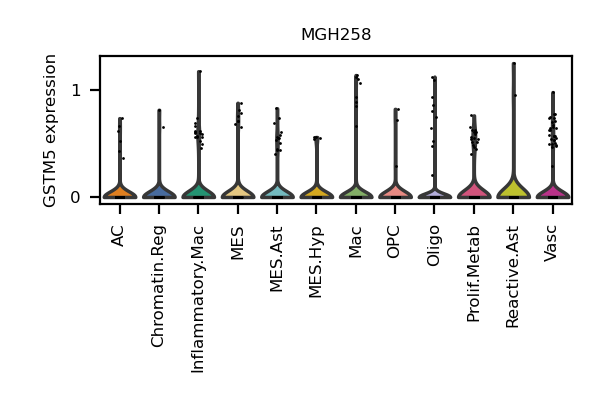 MGH258
GSTM5 expression
1
0
AC
Chromatin.Reg
Inflammatory.Mac
MES
MES.Ast
MES.Hyp
Mac
OPC
Oligo
Prolif.Metab
Reactive.Ast
Vasc